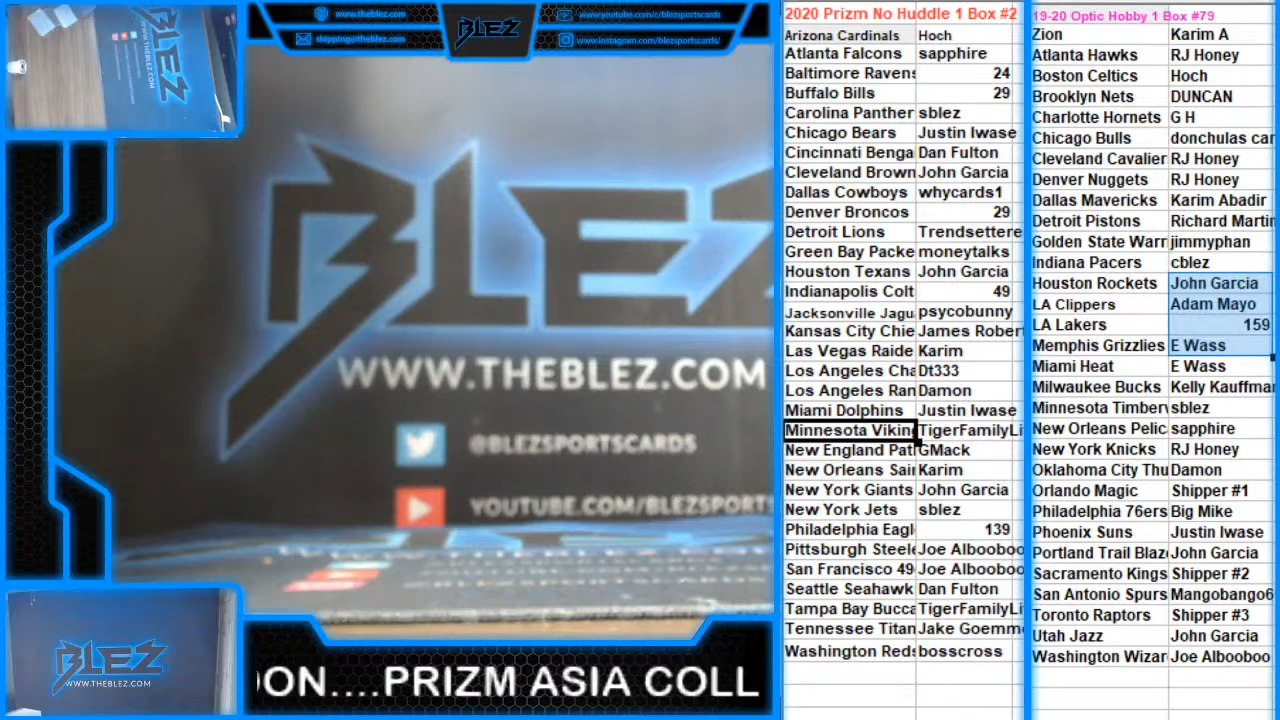 www.theblez.com
www.youtube.com/c/blezsportscards
shipping@theblez.com
www.instagram.com/blezsportscards/
BLEZ
BLEZ
WWW.THEBLEZ.COM
BLEZ
WWW.THEBLEZ.COM
@BLEZSPORTSCARDS
YOUTUBE.COM/BLEZSPORTS
BLEZ
WWW.THEBLEZ.COM
ON....PRIZM ASIA COLL
2020 Prizm No Huddle 1 Box #2
Arizona Cardinals Hoch
Atlanta Falcons sapphire
Baltimore Ravens 24
Buffalo Bills 29
Carolina Panther sblez
Chicago Bears Justin Iwase
Cincinnati Benga Dan Fulton
Cleveland Brown John Garcia
Dallas Cowboys whycards1
Denver Broncos 29
Detroit Lions Trendsettere
Green Bay Packe moneytalks
Houston Texans John Garcia
Indianapolis Colt 49
Jacksonville Jagu psycobunny
Kansas City Chie James Robert
Las Vegas Raide Karim
Los Angeles Cha Dt333
Los Angeles Ran Damon
Miami Dolphins Justin Iwase
Minnesota Viking TigerFamilyLi
New England Pat GMack
New Orleans Sai Karim
New York Giants John Garcia
New York Jets sblez
Philadelphia Eagl 139
Pittsburgh Steele Joe Albooboo
San Francisco 49 Joe Albooboo
Seattle Seahawk Dan Fulton
Tampa Bay Bucca TigerFamilyLi
Tennessee Titan Jake Goemm
Washington Reds bosscross
19-20 Optic Hobby 1 Box #79
Zion Karim A
Atlanta Hawks RJ Honey
Boston Celtics Hoch
Brooklyn Nets DUNCAN
Charlotte Hornets G H
Chicago Bulls donchulas car
Cleveland Cavalier RJ Honey
Denver Nuggets RJ Honey
Dallas Mavericks Karim Abadir
Detroit Pistons Richard Martin
Golden State Warr jimmyphan
Indiana Pacers cblez
Houston Rockets John Garcia
LA Clippers Adam Mayo
LA Lakers 159
Memphis Grizzlies E Wass
Miami Heat E Wass
Milwaukee Bucks Kelly Kauffmar
Minnesota Timberv sblez
New Orleans Pelic sapphire
New York Knicks RJ Honey
Oklahoma City Thu Damon
Orlando Magic Shipper #1
Philadelphia 76ers Big Mike
Phoenix Suns Justin Iwase
Portland Trail Blaz John Garcia
Sacramento Kings Shipper #2
San Antonio Spurs Mangobango6
Toronto Raptors Shipper #3
Utah Jazz John Garcia
Washington Wizar Joe Albooboo